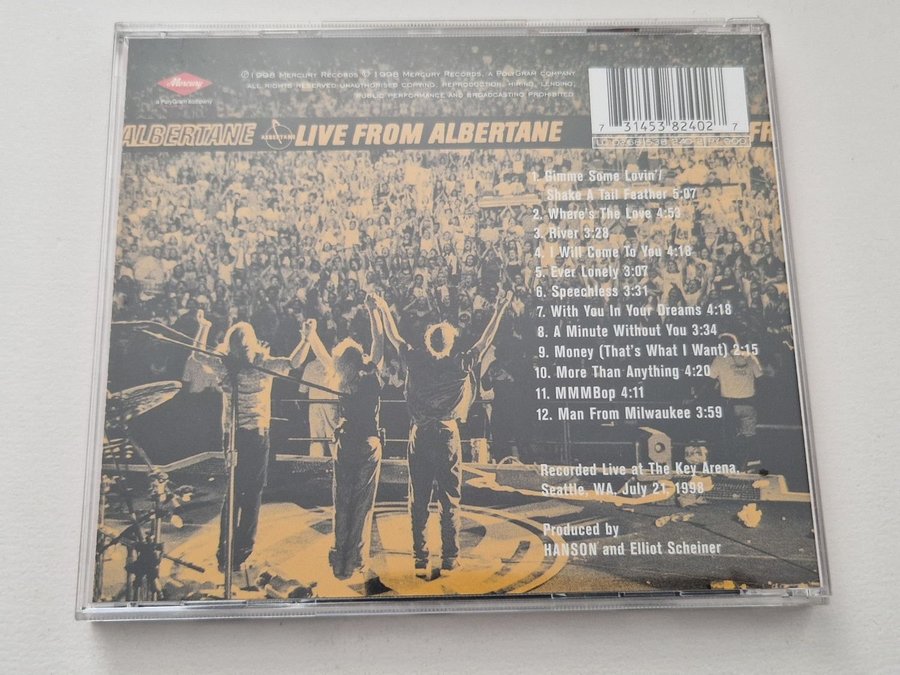 Mercury
a PolyGram company
℗1998 Mercury Records © 1998 Mercury Records, a PolyGram company
all rights reserved unauthorised copying, reproduction, hiring, lending,
public performance and broadcasting prohibited
7 31453 82402 7
ALBERTANE
ALBERTANE
LIVE FROM ALBERTANE
FR
1. Gimme Some Lovin'/
Shake A Tail Feather 5:07
2. Where's The Love 4:53
3. River 3:28
4. I Will Come To You 4:18
5. Ever Lonely 3:07
6. Speechless 3:31
7. With You In Your Dreams 4:18
8. A Minute Without You 3:34
9. Money (That's What I Want) 2:15
10. More Than Anything 4:20
11. MMMBop 4:11
12. Man From Milwaukee 3:59
Recorded Live at The Key Arena,
Seattle, WA, July 21, 1998
Produced by
HANSON and Elliot Scheiner